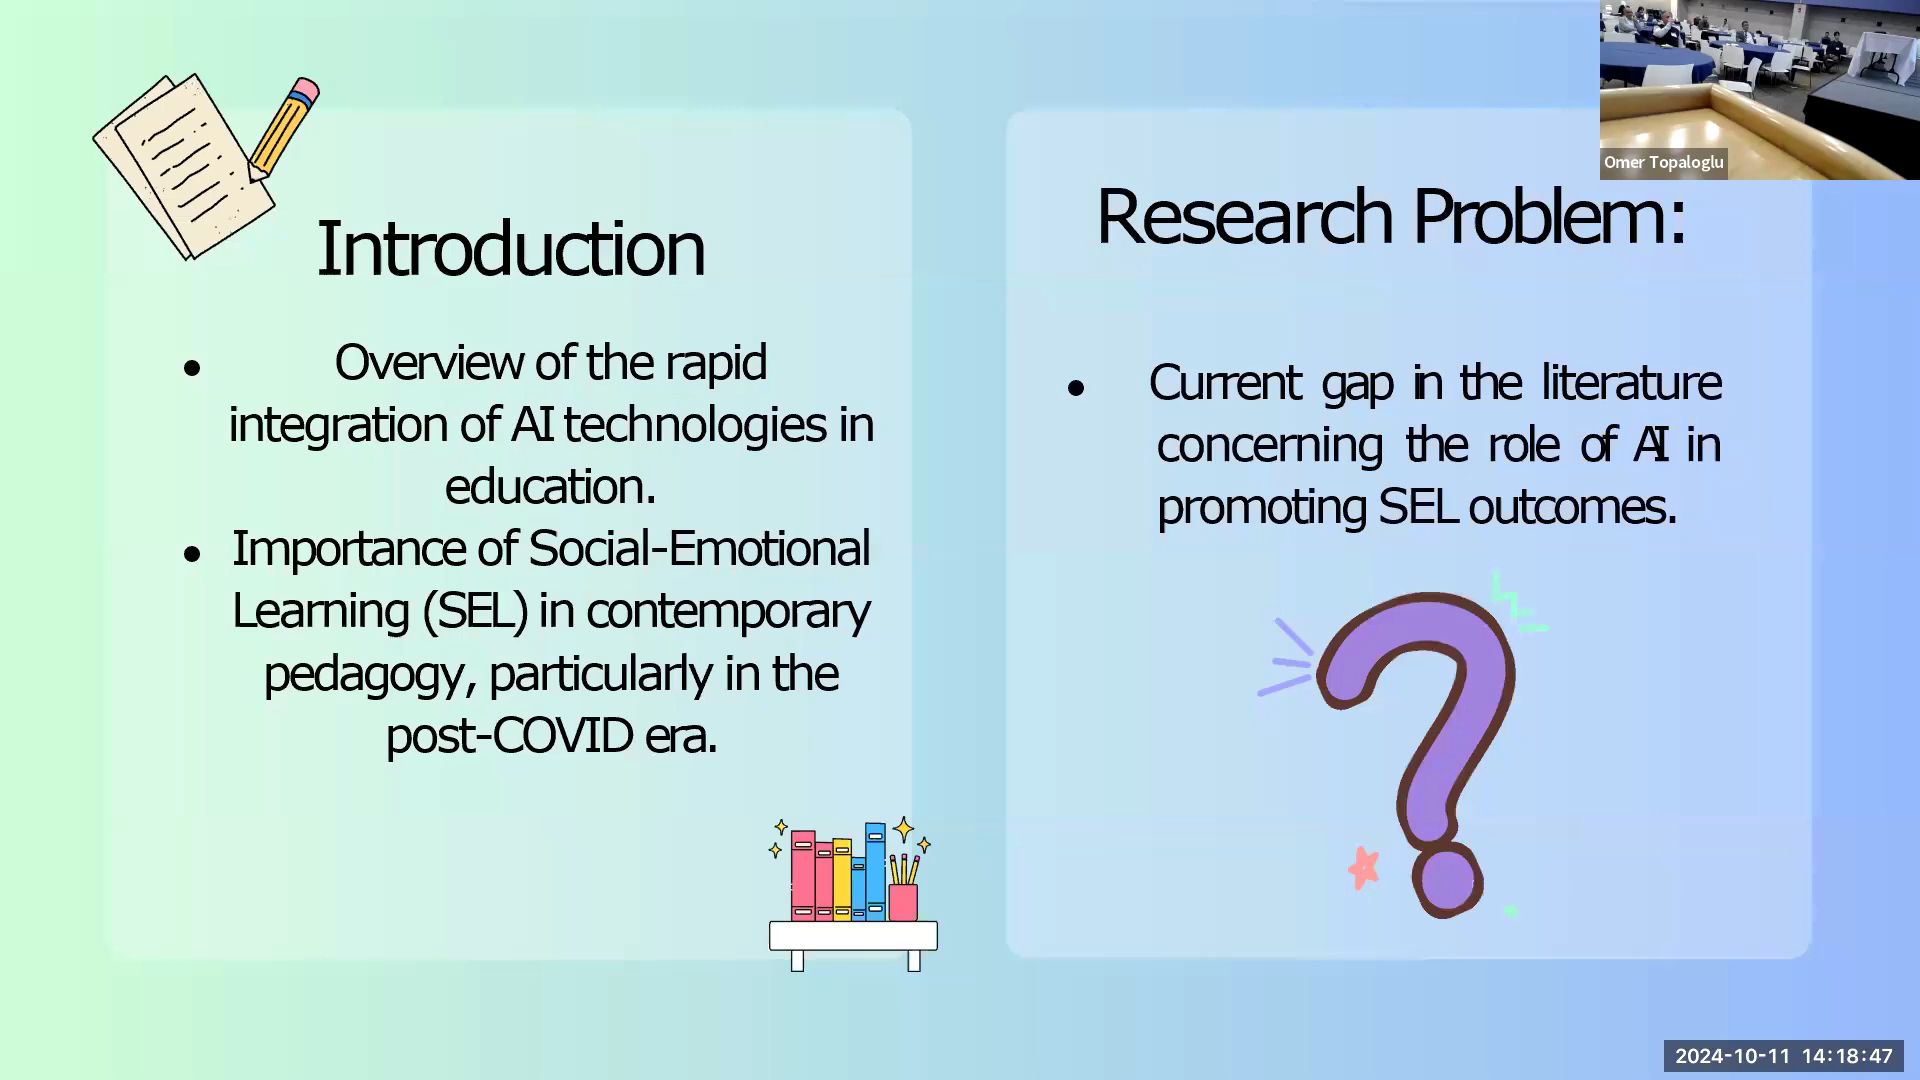 Introduction
• Overview of the rapid
integration of AI technologies in
education.
• Importance of Social-Emotional
Learning (SEL) in contemporary
pedagogy, particularly in the
post-COVID era.
Research Problem:
• Current gap in the literature
concerning the role of AI in
promoting SEL outcomes.
Omer Topaloglu
2024-10-11 14:18:47